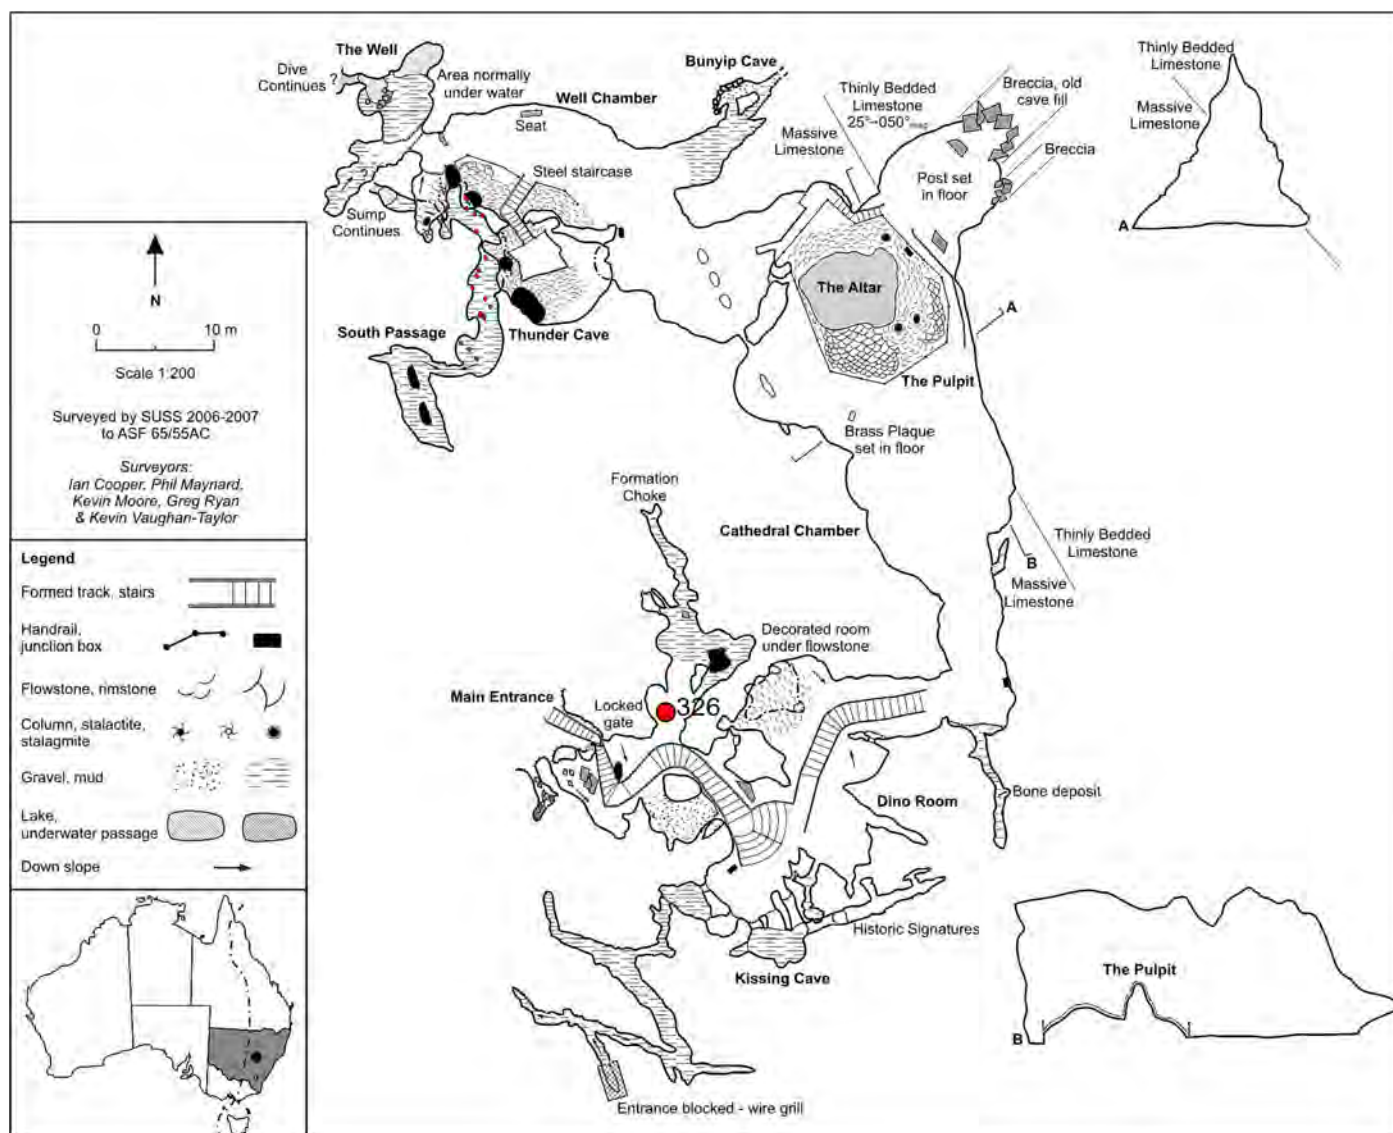 The Well
Dive
Continues
?
Area normally
under water
Well Chamber
Seat
Bunyip Cave
Thinly Bedded
Limestone
25°→050°mag
Massive
Limestone
Breccia, old
cave fill
Breccia
Post set
in floor
Thinly Bedded
Limestone
Massive
Limestone
A
Steel staircase
Sump
Continues
?
The Altar
A
South Passage
Thunder Cave
The Pulpit
Brass Plaque
set in floor
N
0
10 m
Scale 1:200
Surveyed by SUSS 2006-2007
to ASF 65/55AC
Surveyors:
Ian Cooper, Phil Maynard,
Kevin Moore, Greg Ryan
& Kevin Vaughan-Taylor
Formation
Choke
Cathedral Chamber
Thinly Bedded
Limestone
B
Massive
Limestone
Legend
Formed track, stairs
Handrail,
junction box
Flowstone, rimstone
Column, stalactite,
stalagmite
Gravel, mud
Lake,
underwater passage
Down slope
Decorated room
under flowstone
Main Entrance
Locked
gate
326
Dino Room
Bone deposit
Historic Signatures
Kissing Cave
Entrance blocked - wire grill
The Pulpit
B